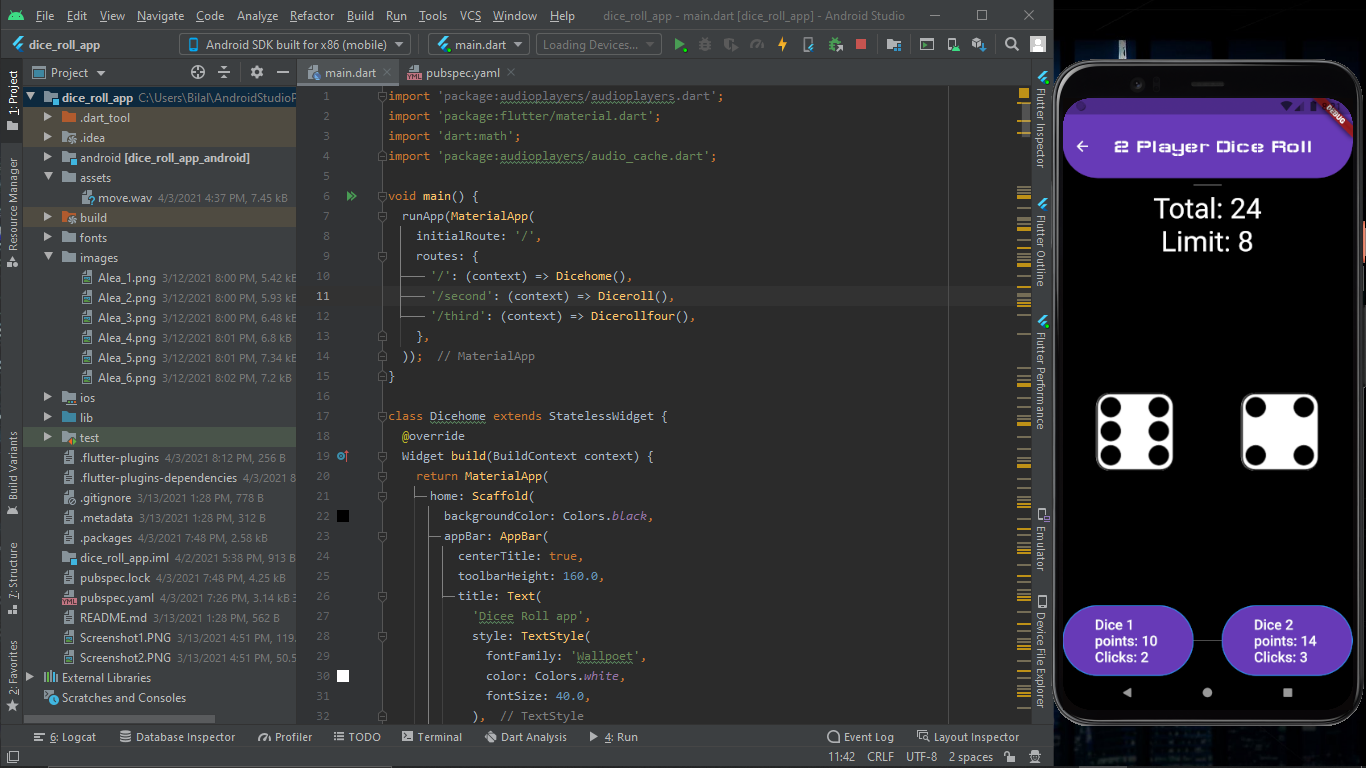 File Edit View Navigate Code Analyze Refactor Build Run Tools VCS Window Help dice_roll_app - main.dart [dice_roll_app] - Android Studio
dice_roll_app Android SDK built for x86 (mobile) main.dart Loading Devices...
Project
main.dart
pubspec.yaml
1: Project
Resource Manager
Build Variants
7: Structure
2: Favorites
dice_roll_app C:\Users\Bilal\AndroidStudioP
.dart_tool
.idea
android [dice_roll_app_android]
assets
move.wav 4/3/2021 4:37 PM, 7.45 kB
build
fonts
images
Alea_1.png 3/12/2021 8:00 PM, 5.42 kB
Alea_2.png 3/12/2021 8:00 PM, 5.93 kB
Alea_3.png 3/12/2021 8:00 PM, 6.48 kB
Alea_4.png 3/12/2021 8:01 PM, 6.8 kB
Alea_5.png 3/12/2021 8:01 PM, 7.34 kB
Alea_6.png 3/12/2021 8:02 PM, 7.2 kB
ios
lib
test
.flutter-plugins 4/3/2021 8:12 PM, 256 B
.flutter-plugins-dependencies 4/3/2021 8
.gitignore 3/13/2021 1:28 PM, 778 B
.metadata 3/13/2021 1:28 PM, 312 B
.packages 4/3/2021 7:48 PM, 2.58 kB
dice_roll_app.iml 4/2/2021 5:38 PM, 913 B
pubspec.lock 4/3/2021 7:48 PM, 4.25 kB
pubspec.yaml 4/3/2021 7:26 PM, 3.14 kB 3
README.md 3/13/2021 1:28 PM, 562 B
Screenshot1.PNG 4/3/2021 4:51 PM, 119.
Screenshot2.PNG 4/3/2021 4:51 PM, 50.5
External Libraries
Scratches and Consoles
1 import 'package:audioplayers/audioplayers.dart';
2 import 'package:flutter/material.dart';
3 import 'dart:math';
4 import 'package:audioplayers/audio_cache.dart';
5
6 void main() {
7 runApp(MaterialApp(
8 initialRoute: '/',
9 routes: {
10 '/': (context) => Dicehome(),
11 '/second': (context) => Diceroll(),
12 '/third': (context) => Dicerollfour(),
13 },
14 )); // MaterialApp
15 }
16
17 class Dicehome extends StatelessWidget {
18 @override
19 Widget build(BuildContext context) {
20 return MaterialApp(
21 home: Scaffold(
22 backgroundColor: Colors.black,
23 appBar: AppBar(
24 centerTitle: true,
25 toolbarHeight: 160.0,
26 title: Text(
27 'Dicee Roll app',
28 style: TextStyle(
29 fontFamily: 'Wallpoet',
30 color: Colors.white,
31 fontSize: 40.0,
32 ), // TextStyle
Flutter Inspector
Flutter Outline
Flutter Performance
Emulator
Device File Explorer
DEBUG
2 Player Dice Roll
Total: 24
Limit: 8
Dice 1
points: 10
Clicks: 2
Dice 2
points: 14
Clicks: 3
6: Logcat Database Inspector Profiler TODO Terminal Dart Analysis 4: Run Event Log Layout Inspector
11:42 CRLF UTF-8 2 spaces